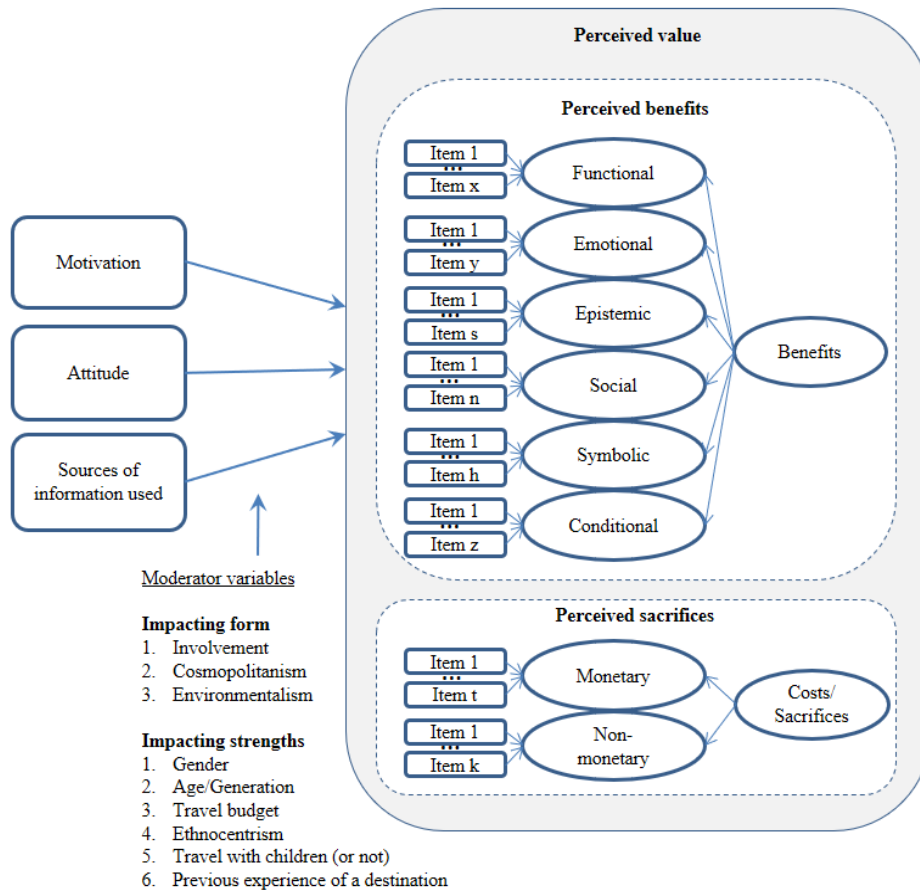 Perceived value
Perceived benefits
Item 1
...
Item x
Functional
Item 1
...
Item y
Emotional
Item 1
...
Item s
Epistemic
Item 1
...
Item n
Social
Item 1
...
Item h
Symbolic
Item 1
...
Item z
Conditional
Benefits
Motivation
Attitude
Sources of
information used
Moderator variables
Impacting form
1. Involvement
2. Cosmopolitanism
3. Environmentalism
Impacting strengths
1. Gender
2. Age/Generation
3. Travel budget
4. Ethnocentrism
5. Travel with children (or not)
6. Previous experience of a destination
Perceived sacrifices
Item 1
...
Item t
Monetary
Item 1
...
Item k
Non-
monetary
Costs/
Sacrifices